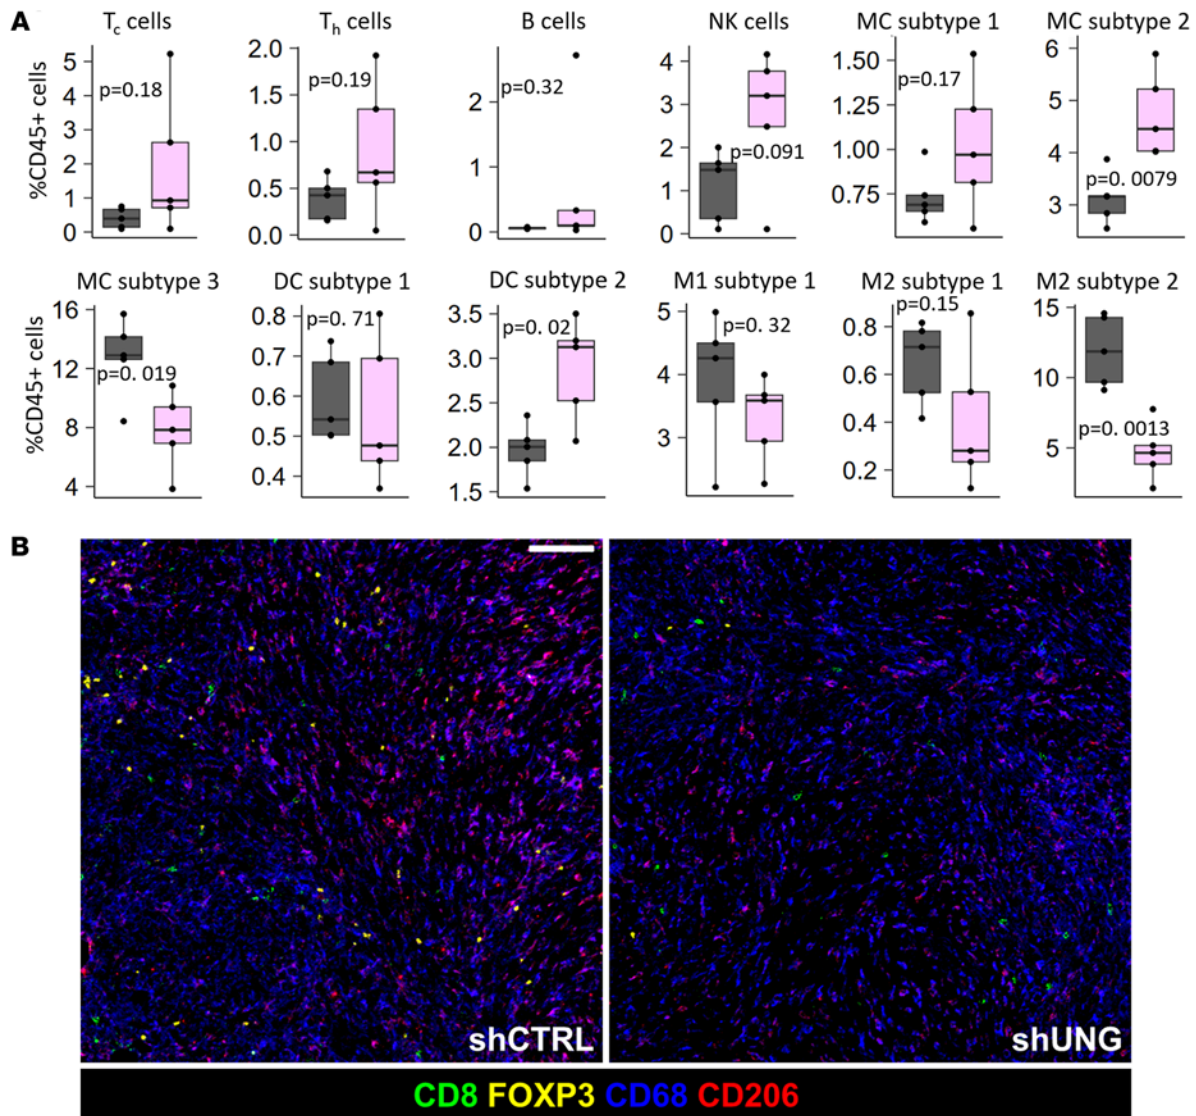 A
Tc cells
Th cells
B cells
NK cells
MC subtype 1
MC subtype 2
%CD45+ cells
5
4
3
2
1
0
p=0.18
2.0
1.5
1.0
0.5
0.0
p=0.19
2
1
0
p=0.32
4
3
2
1
0
p=0.091
1.50
1.25
1.00
0.75
p=0.17
6
5
4
3
p=0. 0079
MC subtype 3
DC subtype 1
DC subtype 2
M1 subtype 1
M2 subtype 1
M2 subtype 2
%CD45+ cells
16
12
8
4
p=0. 019
0.8
0.7
0.6
0.5
0.4
p=0. 71
3.5
3.0
2.5
2.0
1.5
p=0. 02
5
4
3
p=0. 32
0.8
0.6
0.4
0.2
p=0.15
15
10
5
p=0. 0013
B
shCTRL
shUNG
CD8 FOXP3 CD68 CD206